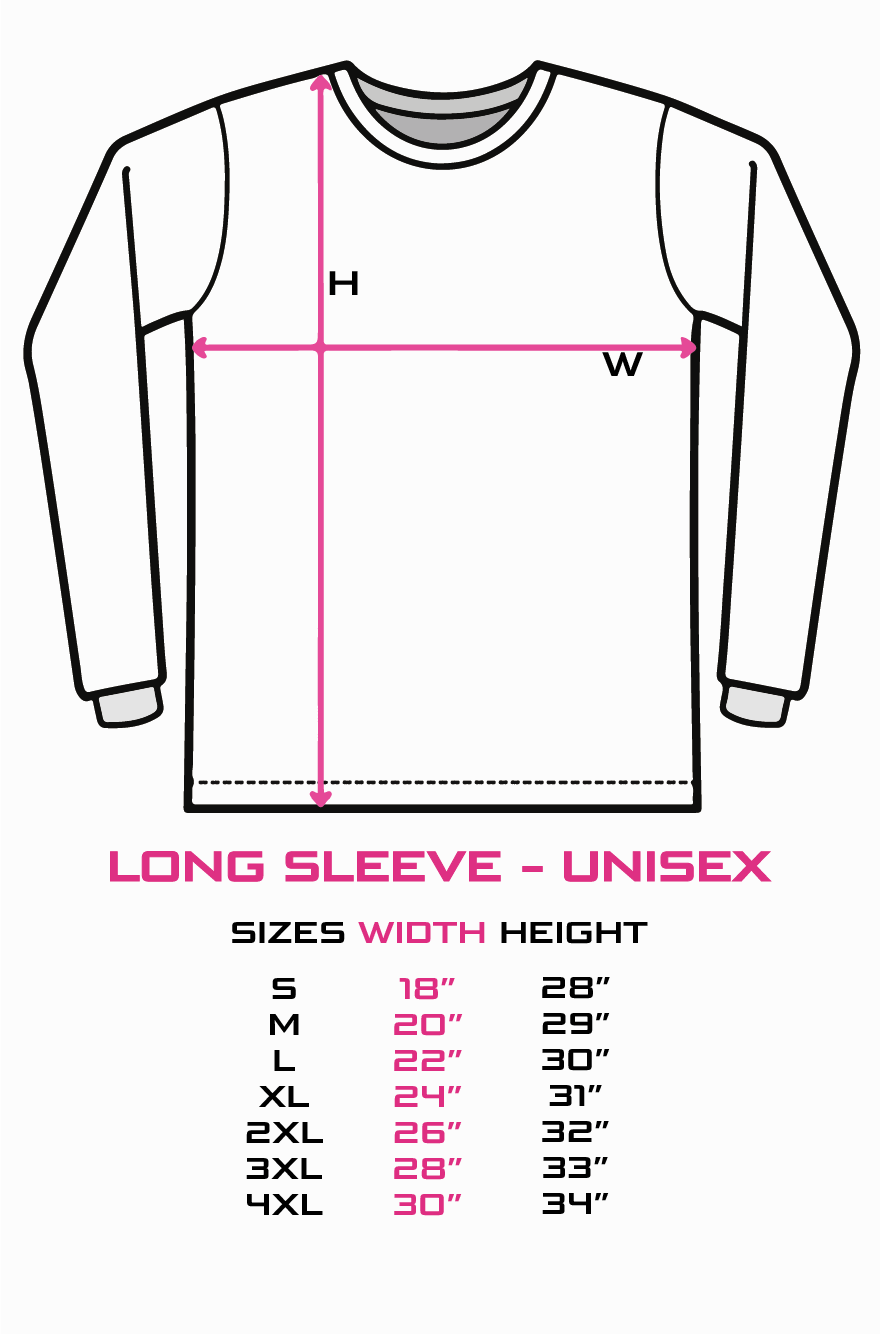 H
W
LONG SLEEVE - UNISEX
SIZES WIDTH HEIGHT
S 18" 28"
M 20" 29"
L 22" 30"
XL 24" 31"
2XL 26" 32"
3XL 28" 33"
4XL 30" 34"